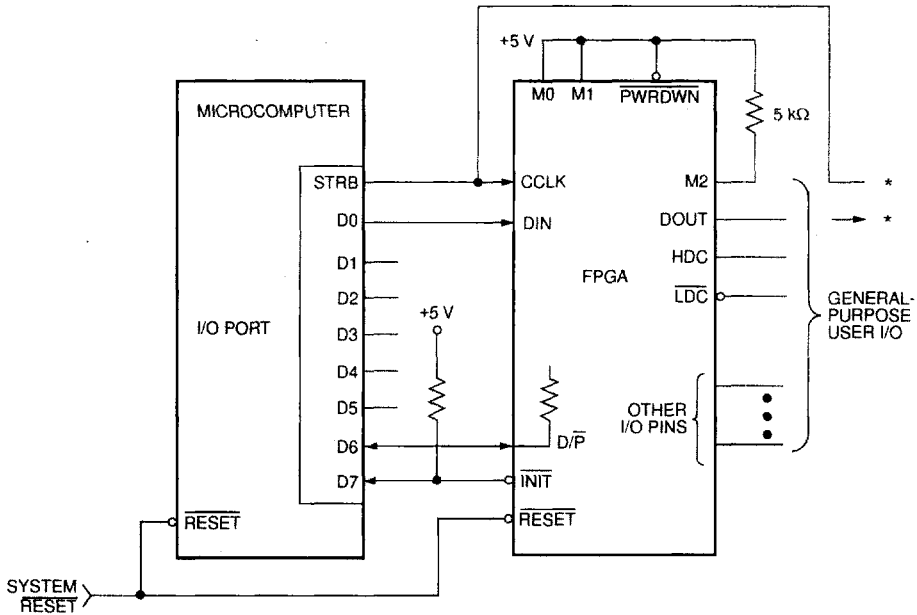 +5 V
M0 M1 PWRDWN
5 kΩ
MICROCOMPUTER
STRB
CCLK
M2
*
D0
DIN
DOUT
*
D1
HDC
FPGA
D2
LDC
I/O PORT
D3
+5 V
GENERAL-
PURPOSE
USER I/O
D4
D5
OTHER
I/O PINS
D6
D/P
D7
INIT
RESET
RESET
SYSTEM
RESET